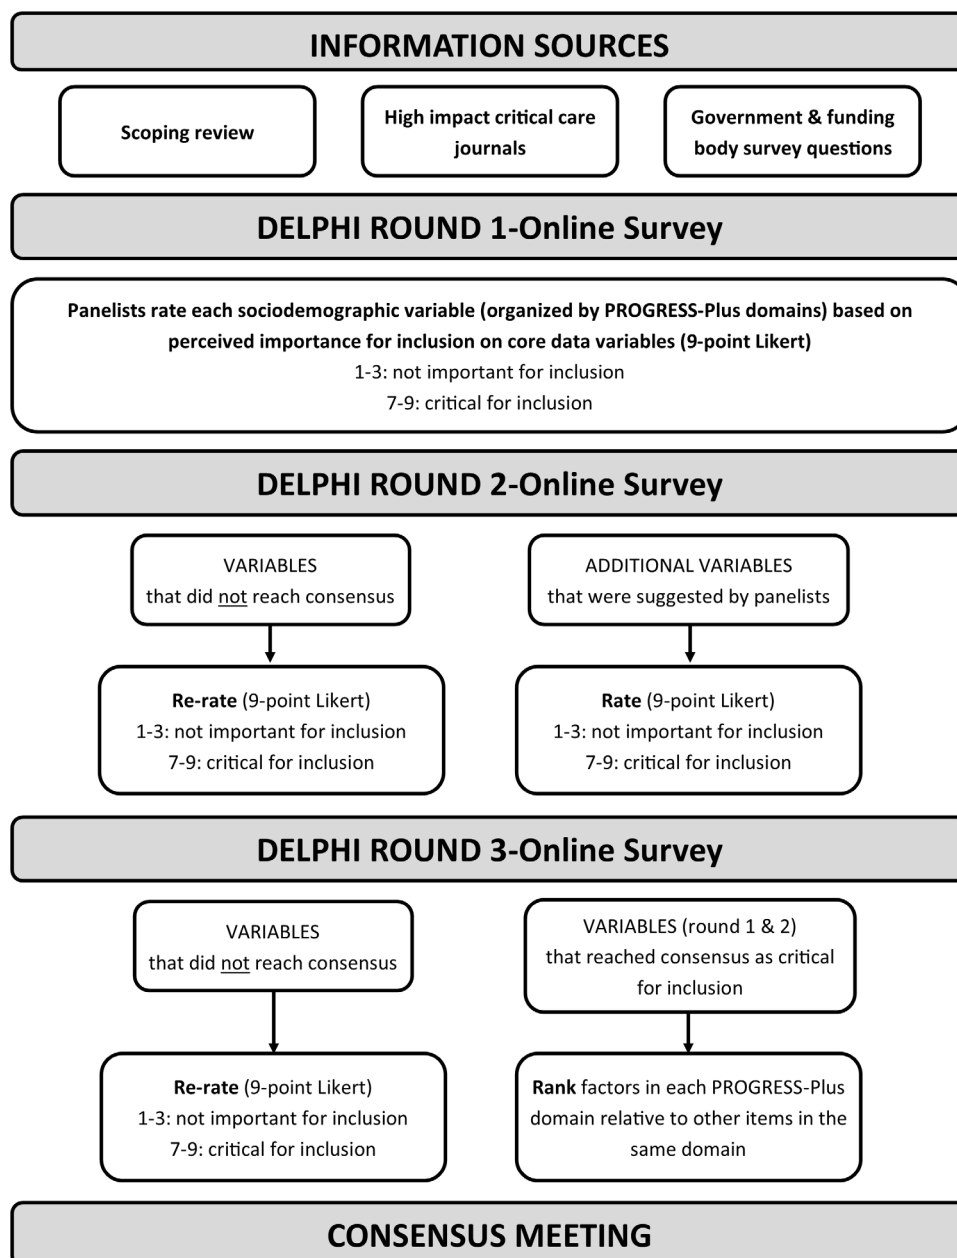 INFORMATION SOURCES
Scoping review
High impact critical care
journals
Government & funding
body survey questions
DELPHI ROUND 1-Online Survey
Panelists rate each sociodemographic variable (organized by PROGRESS-Plus domains) based on
perceived importance for inclusion on core data variables (9-point Likert)
1-3: not important for inclusion
7-9: critical for inclusion
DELPHI ROUND 2-Online Survey
VARIABLES
that did not reach consensus
ADDITIONAL VARIABLES
that were suggested by panelists
Re-rate (9-point Likert)
1-3: not important for inclusion
7-9: critical for inclusion
Rate (9-point Likert)
1-3: not important for inclusion
7-9: critical for inclusion
DELPHI ROUND 3-Online Survey
VARIABLES
that did not reach consensus
VARIABLES (round 1 & 2)
that reached consensus as critical
for inclusion
Re-rate (9-point Likert)
1-3: not important for inclusion
7-9: critical for inclusion
Rank factors in each PROGRESS-Plus
domain relative to other items in the
same domain
CONSENSUS MEETING